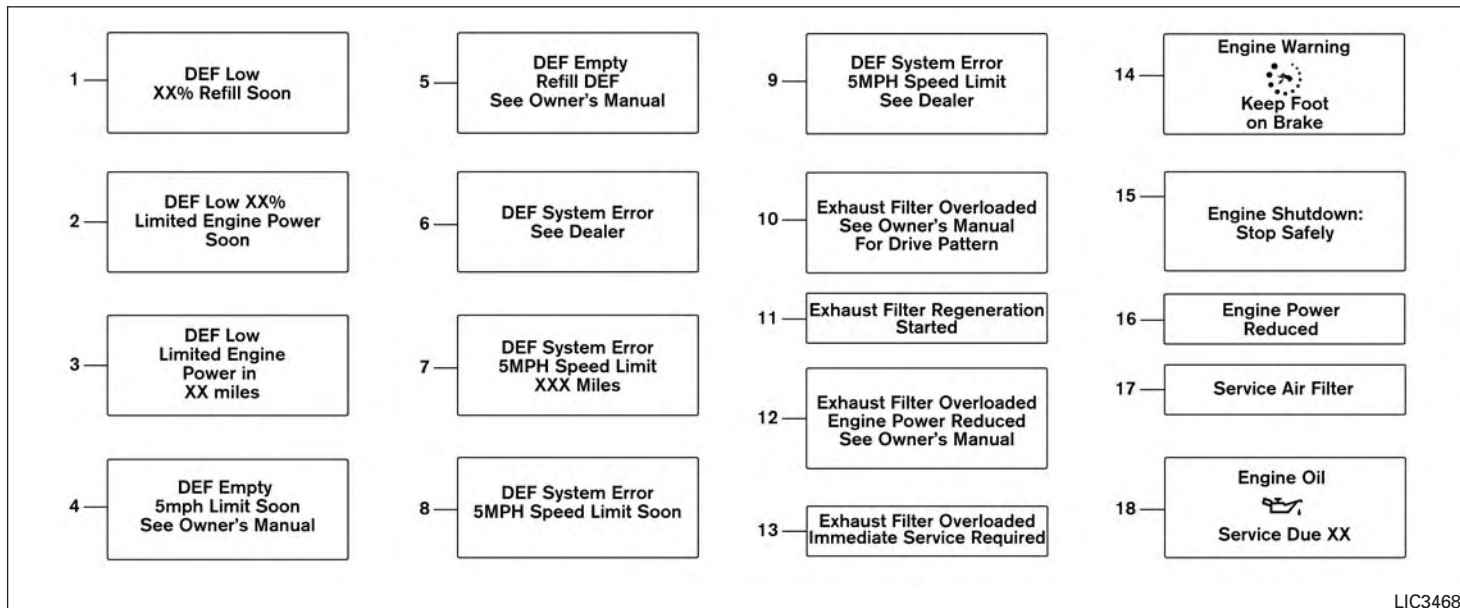 1
DEF Low
XX% Refill Soon
2
DEF Low XX%
Limited Engine Power
Soon
3
DEF Low
Limited Engine
Power in
XX miles
4
DEF Empty
5mph Limit Soon
See Owner's Manual
5
DEF Empty
Refill DEF
See Owner's Manual
6
DEF System Error
See Dealer
7
DEF System Error
5MPH Speed Limit
XXX Miles
8
DEF System Error
5MPH Speed Limit Soon
9
DEF System Error
5MPH Speed Limit
See Dealer
10
Exhaust Filter Overloaded
See Owner's Manual
For Drive Pattern
11
Exhaust Filter Regeneration
Started
12
Exhaust Filter Overloaded
Engine Power Reduced
See Owner's Manual
13
Exhaust Filter Overloaded
Immediate Service Required
14
Engine Warning
Keep Foot
on Brake
15
Engine Shutdown:
Stop Safely
16
Engine Power
Reduced
17
Service Air Filter
18
Engine Oil
Service Due XX
LIC3468